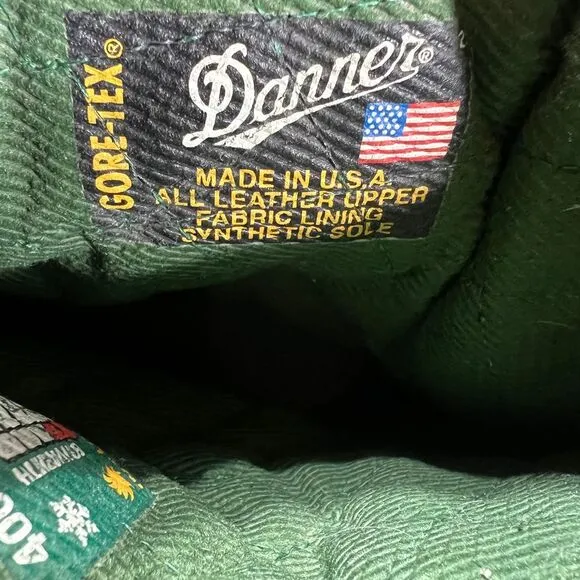 GORE-TEX®
Danner®
MADE IN U.S.A.
ALL LEATHER UPPER
FABRIC LINING
SYNTHETIC SOLE
400